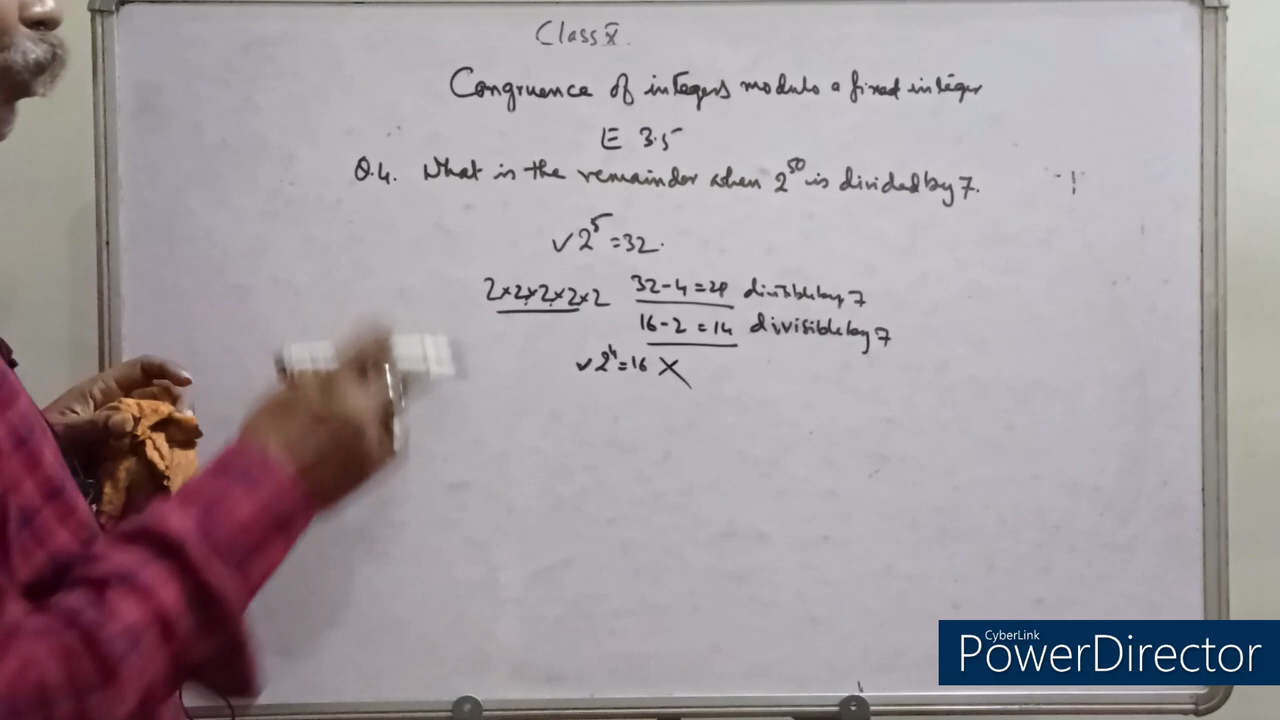 Class X.
Congruence of integers modulo a fixed integer
E 3.5
Q.4. What is the remainder when 2⁵⁰ is divided by 7.
✓ 2⁵ = 32.
2×2×2×2×2 32-4=28 divisible by 7
16-2=14 divisible by 7
✓ 2⁴=16 X
CyberLink
PowerDirector